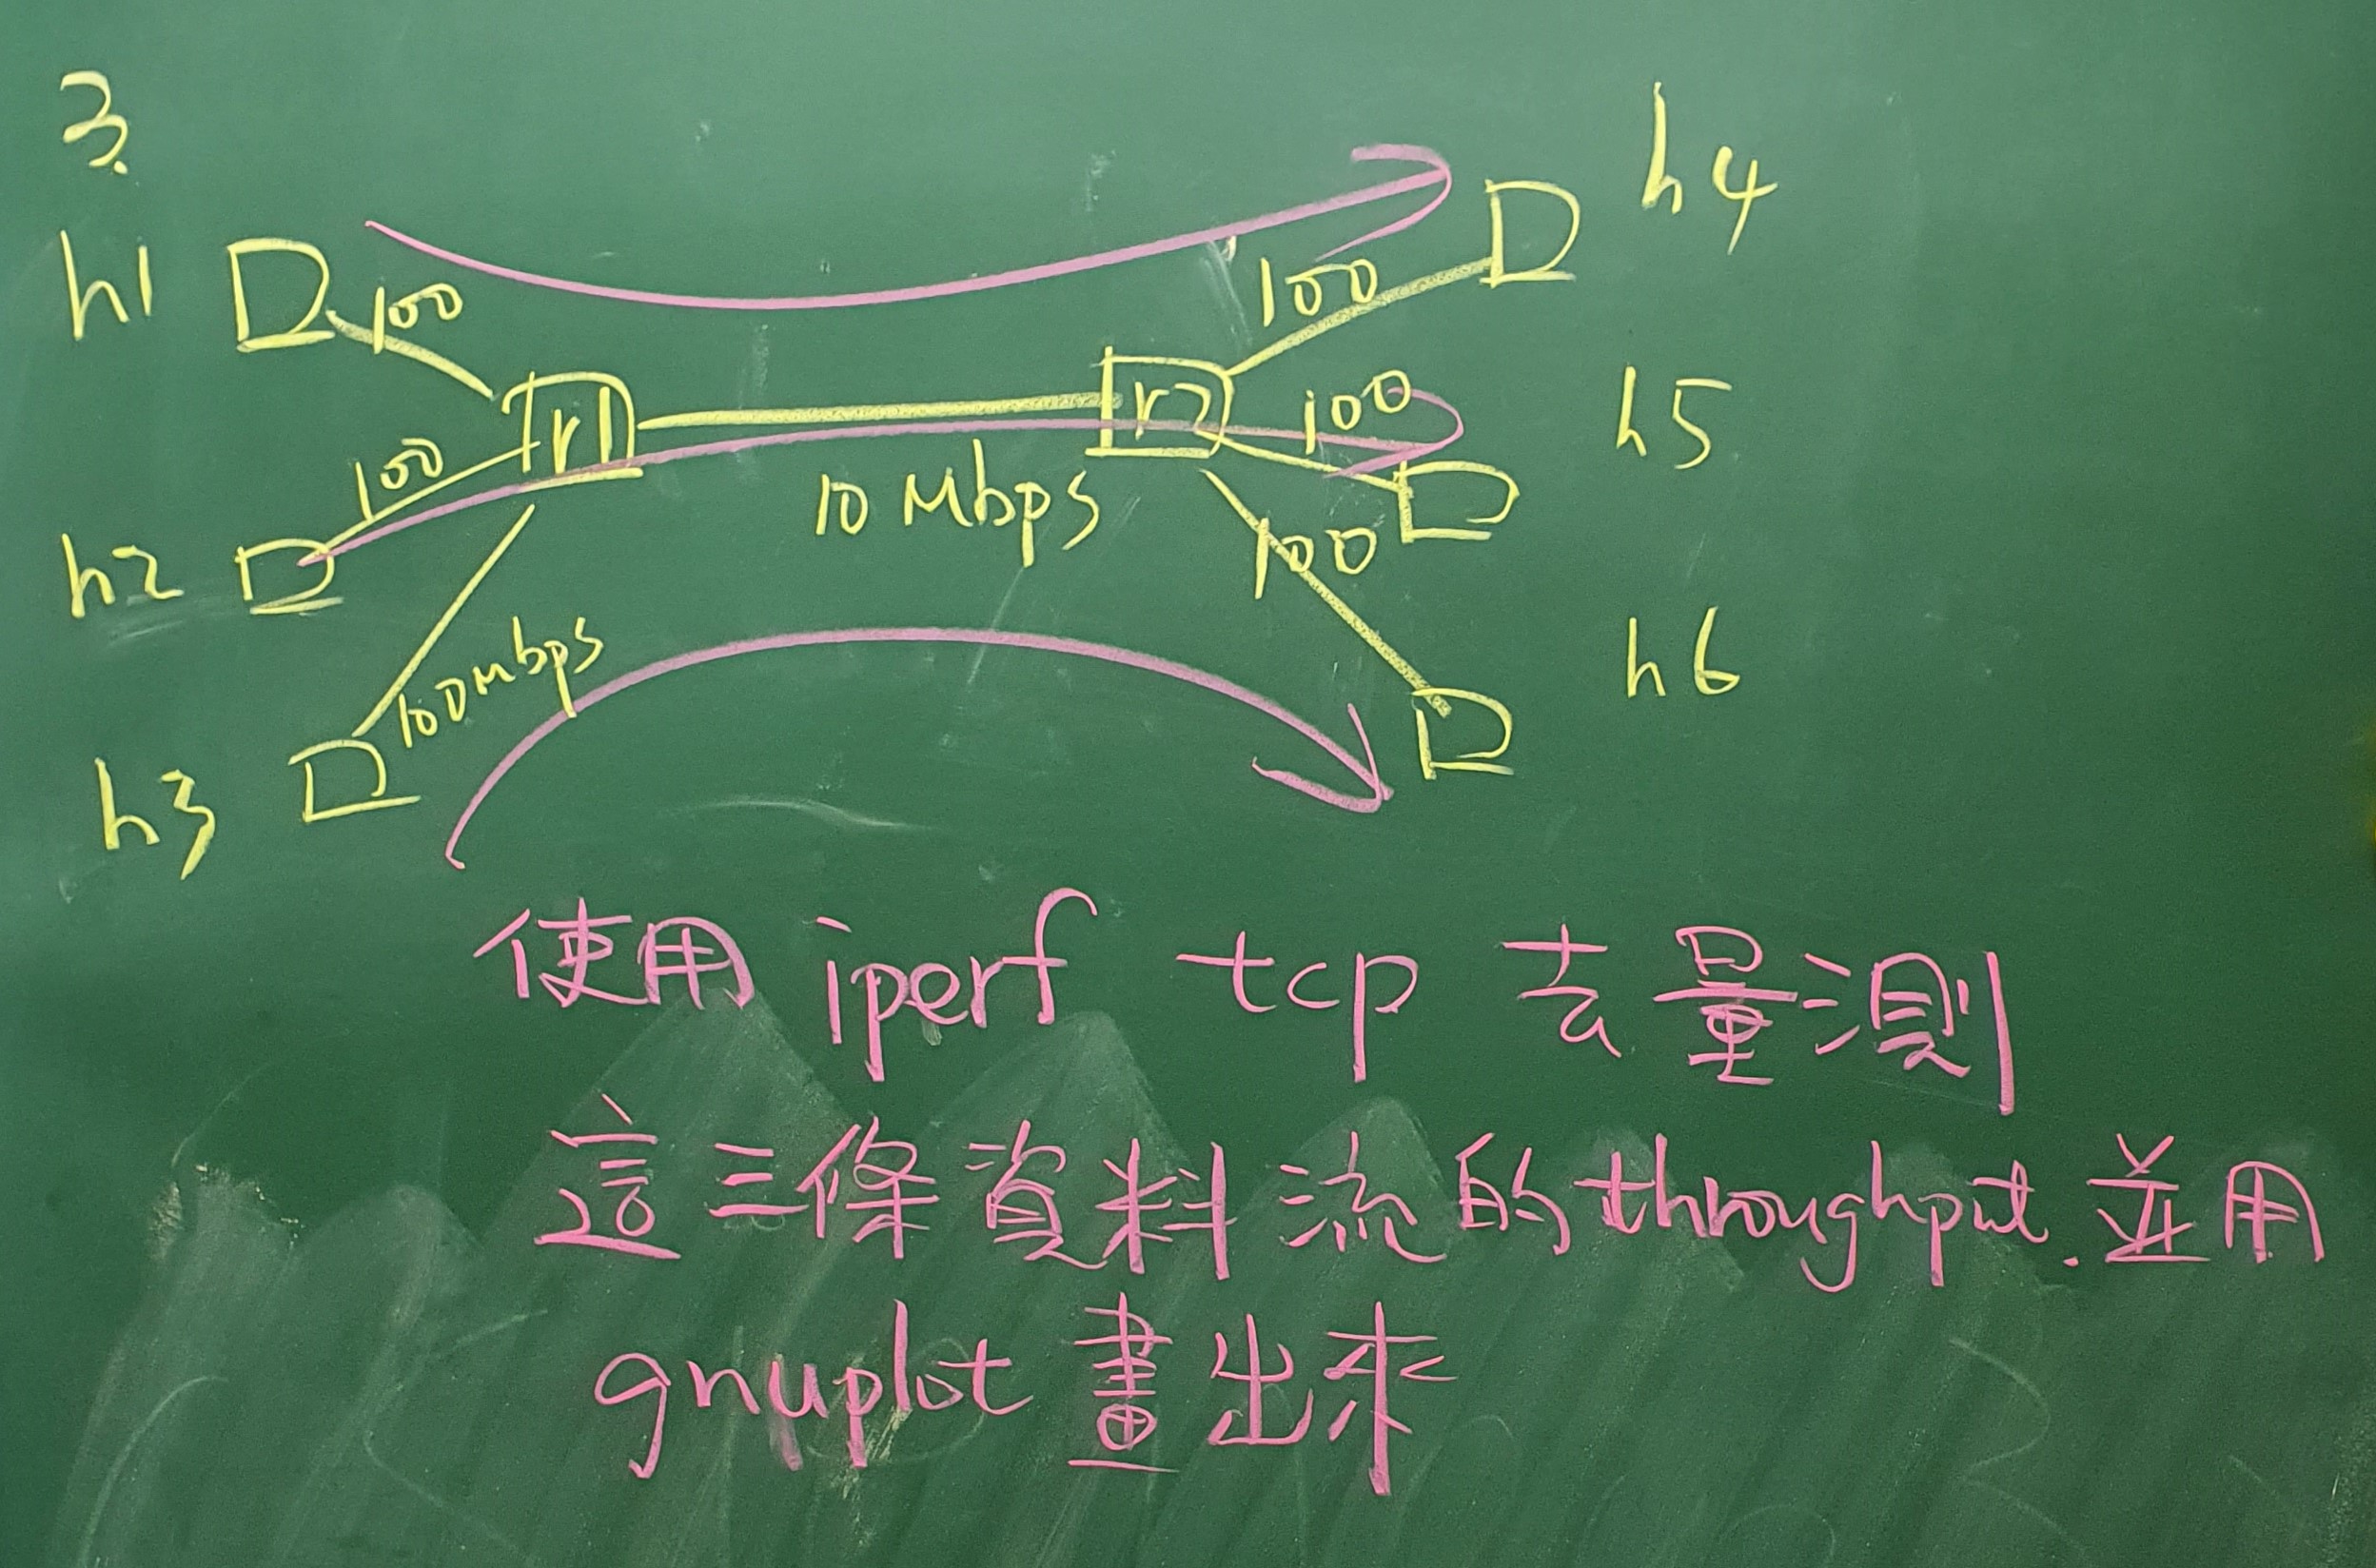 3.
h4
h1
100
100
r1
r2
100
h5
100
10 Mbps
h2
100
100Mbps
h6
h3
使用 iperf tcp 去量測
這三條資料流的throughput.並用
gnuplot 畫出來